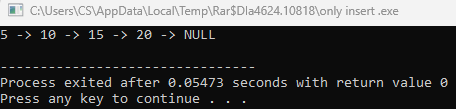 C:\Users\CS\AppData\Local\Temp\Rar$Dla4624.10818\only insert .exe
5 -> 10 -> 15 -> 20 -> NULL
--------------------------------
Process exited after 0.05473 seconds with return value 0
Press any key to continue . . .